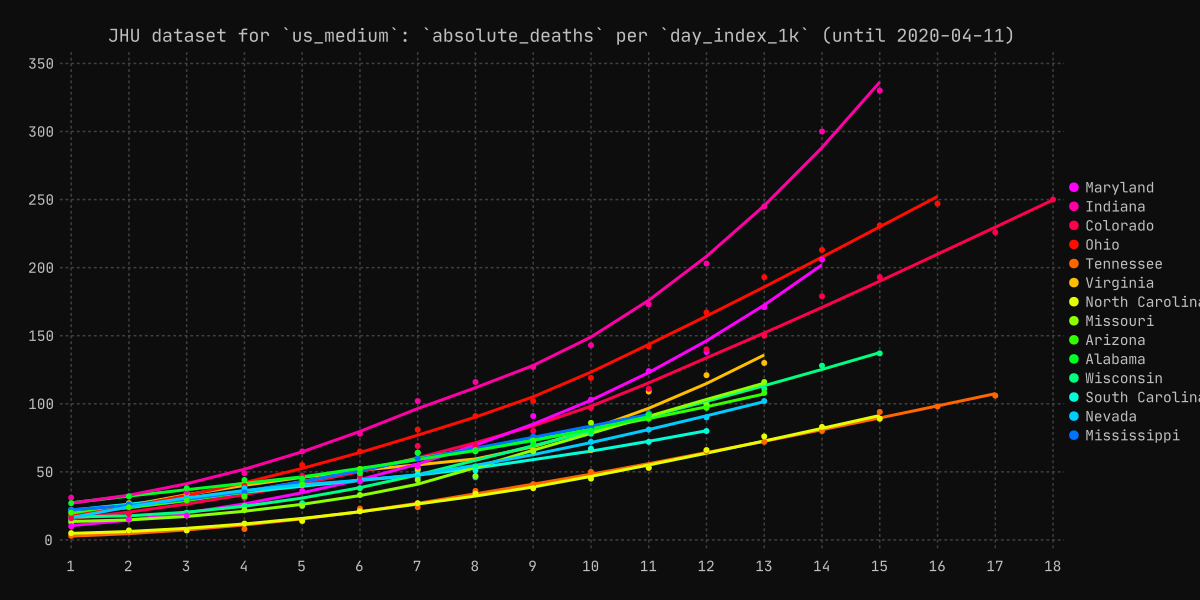 JHU dataset for `us_medium`: `absolute_deaths` per `day_index_1k` (until 2020-04-11)
350
300
250
200
150
100
50
0
1 2 3 4 5 6 7 8 9 10 11 12 13 14 15 16 17 18
Maryland
Indiana
Colorado
Ohio
Tennessee
Virginia
North Carolina
Missouri
Arizona
Alabama
Wisconsin
South Carolina
Nevada
Mississippi